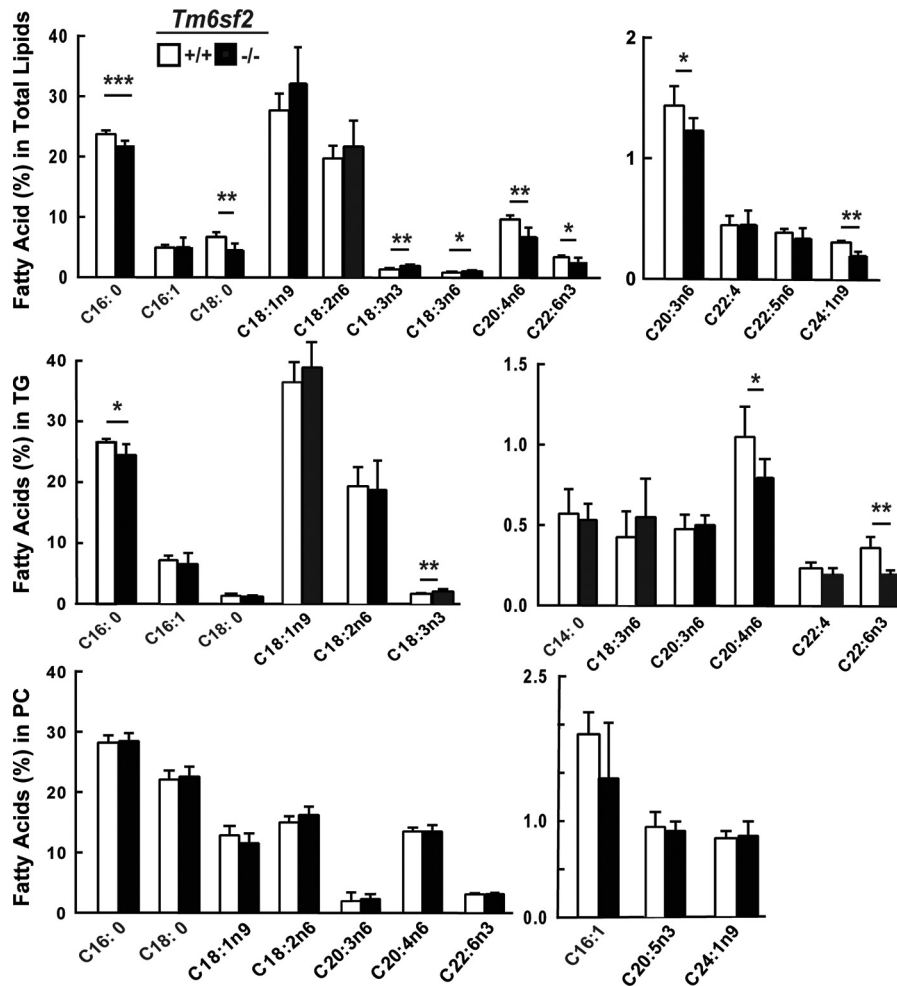 Tm6sf2
+/+ -/-
Fatty Acid (%) in Total Lipids
40
30
20
10
0
*** ** ** * ** *
C16: 0 C16:1 C18: 0 C18:1n9 C18:2n6 C18:3n3 C18:3n6 C20:4n6 C22:6n3
2
1
0
* **
C20:3n6 C22:4 C22:5n6 C24:1n9
Fatty Acids (%) in TG
40
30
20
10
0
* **
C16: 0 C16:1 C18: 0 C18:1n9 C18:2n6 C18:3n3
1.5
1.0
0.5
0.0
* **
C14: 0 C18:3n6 C20:3n6 C20:4n6 C22:4 C22:6n3
Fatty Acids (%) in PC
40
30
20
10
0
C16: 0 C18: 0 C18:1n9 C18:2n6 C20:3n6 C20:4n6 C22:6n3
2.5
1.0
0.0
C16:1 C20:5n3 C24:1n9